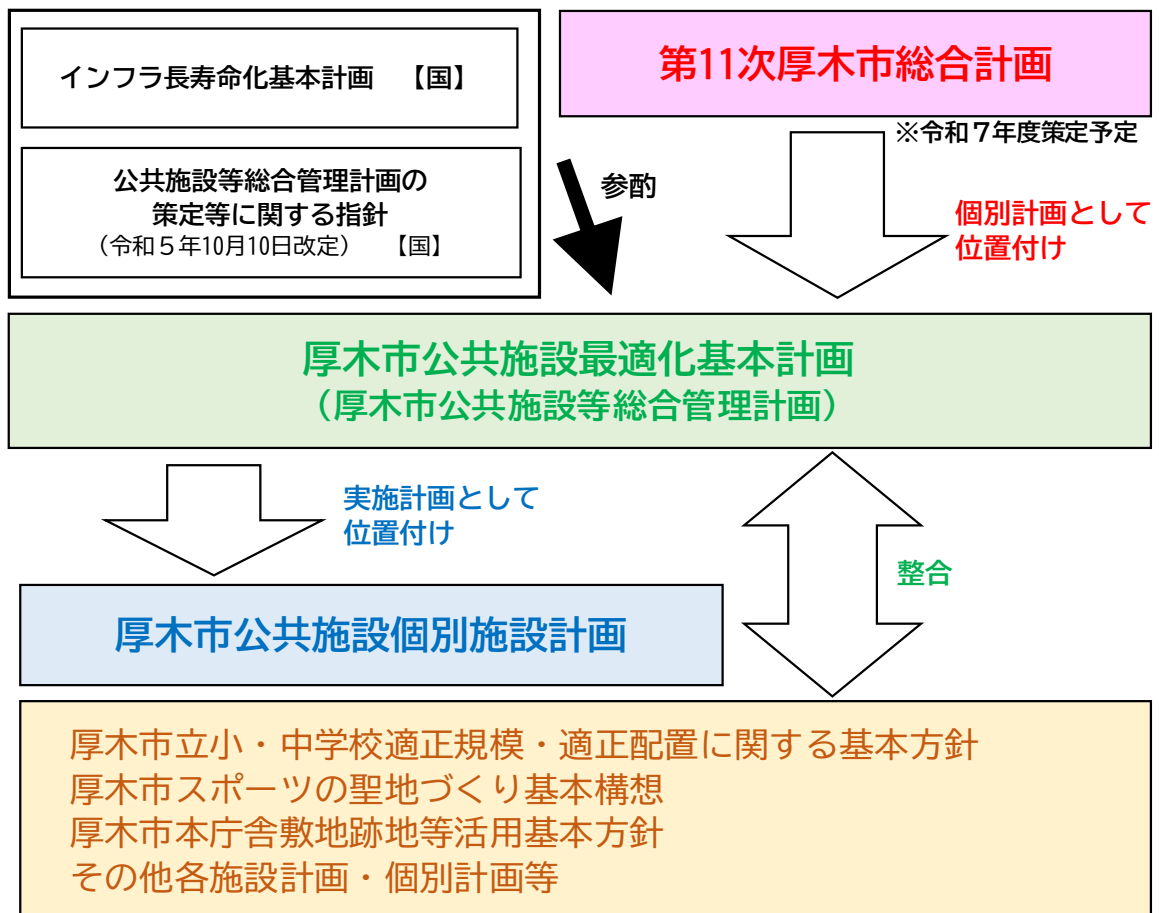 インフラ長寿命化基本計画　【国】
公共施設等総合管理計画の
策定等に関する指針
（令和５年10月10日改定）　【国】
第11次厚木市総合計画
※令和７年度策定予定
参酌
個別計画として
位置付け
厚木市公共施設最適化基本計画
（厚木市公共施設等総合管理計画）
実施計画として
位置付け
整合
厚木市公共施設個別施設計画
厚木市立小・中学校適正規模・適正配置に関する基本方針
厚木市スポーツの聖地づくり基本構想
厚木市本庁舎敷地跡地等活用基本方針
その他各施設計画・個別計画等